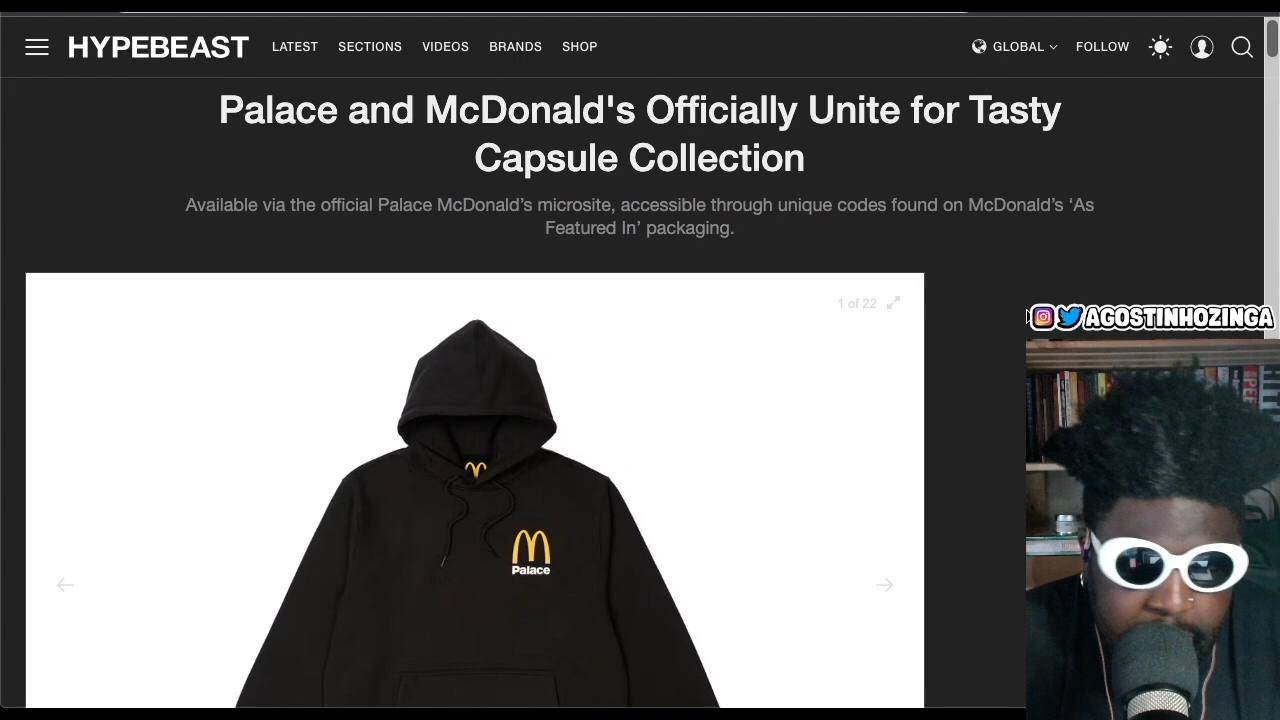 HYPEBEAST
LATEST SECTIONS VIDEOS BRANDS SHOP
GLOBAL FOLLOW
Palace and McDonald's Officially Unite for Tasty
Capsule Collection
Available via the official Palace McDonald’s microsite, accessible through unique codes found on McDonald’s ‘As
Featured In’ packaging.
1 of 22
AGOSTINHOZINGA
Palace